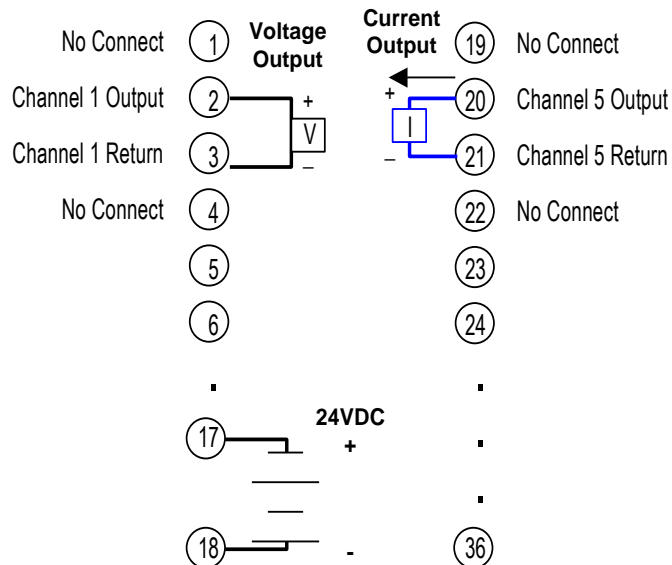 No Connect 1 Voltage Output Current Output 19 No Connect
Channel 1 Output 2 + V + I 20 Channel 5 Output
Channel 1 Return 3 – – 21 Channel 5 Return
No Connect 4 22 No Connect
5 23
6 24
17 24VDC +
18 - 36